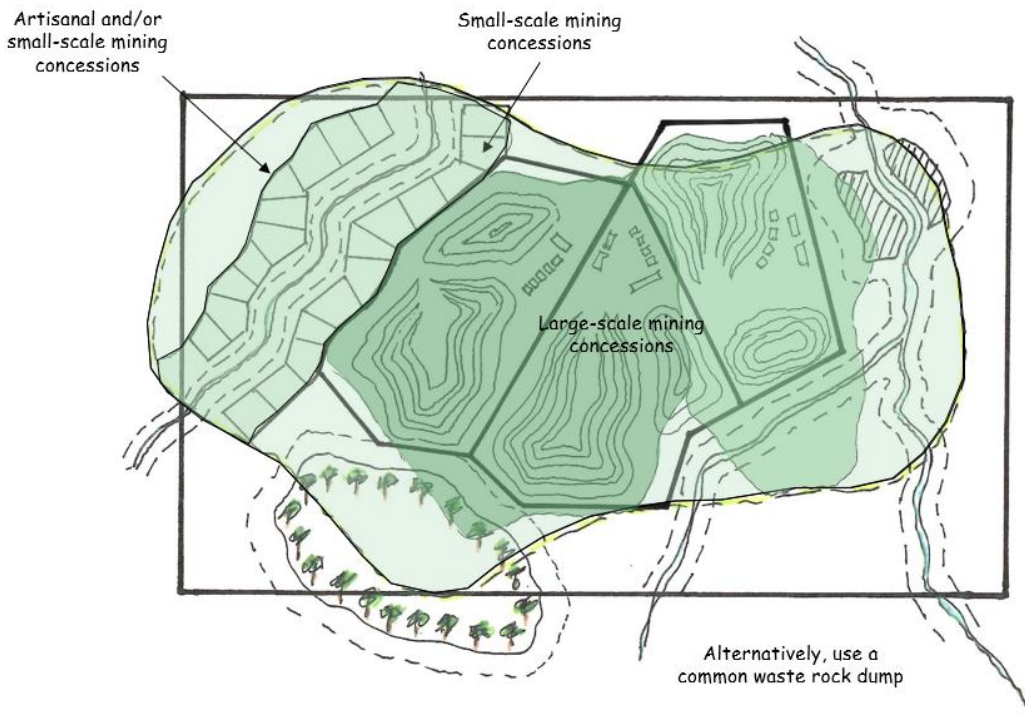 Artisanal and/or
small-scale mining
concessions
Small-scale mining
concessions
Large-scale mining
concessions
Alternatively, use a
common waste rock dump